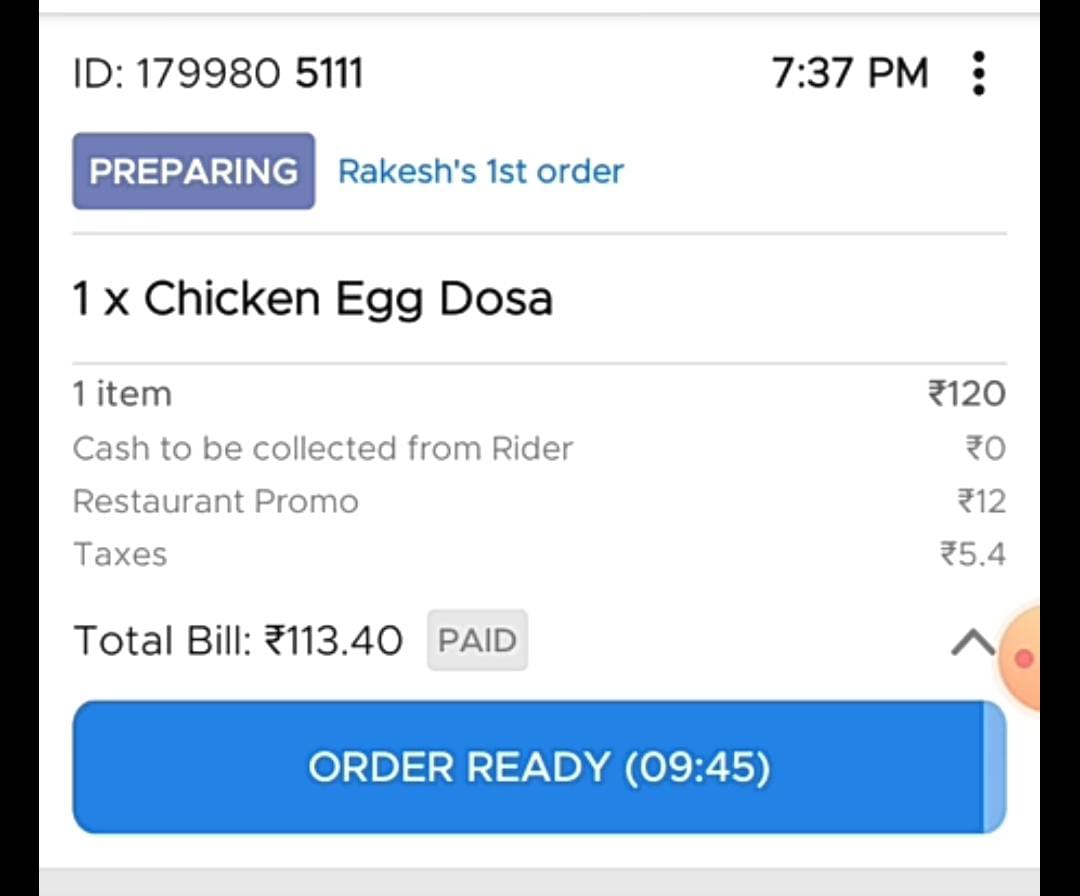 ID: 179980 5111 7:37 PM
PREPARING Rakesh's 1st order
1 x Chicken Egg Dosa
1 item ₹120
Cash to be collected from Rider ₹0
Restaurant Promo ₹12
Taxes ₹5.4
Total Bill: ₹113.40 PAID
ORDER READY (09:45)